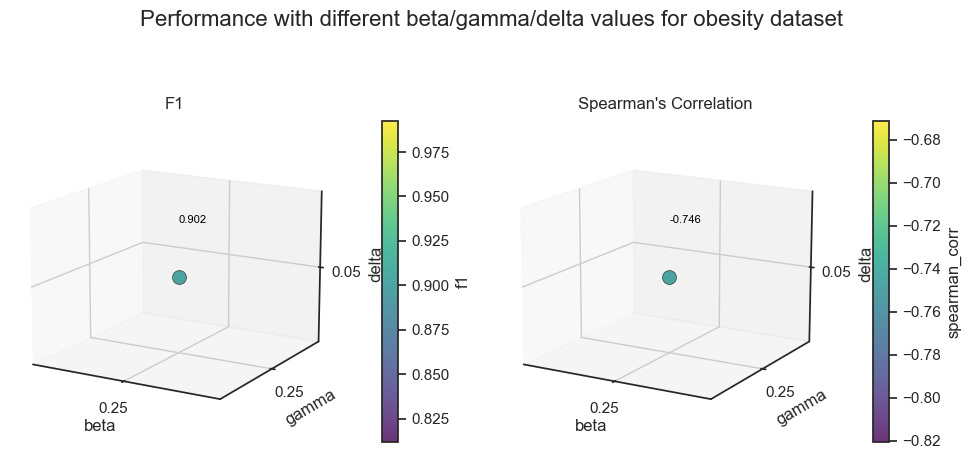 Performance with different beta/gamma/delta values for obesity dataset
F1
0.902
0.05
delta
0.25
gamma
0.25
beta
0.975
0.950
0.925
0.900
0.875
0.850
0.825
f1
Spearman's Correlation
-0.746
0.05
delta
0.25
gamma
0.25
beta
−0.68
−0.70
−0.72
−0.74
−0.76
−0.78
−0.80
−0.82
spearman_corr